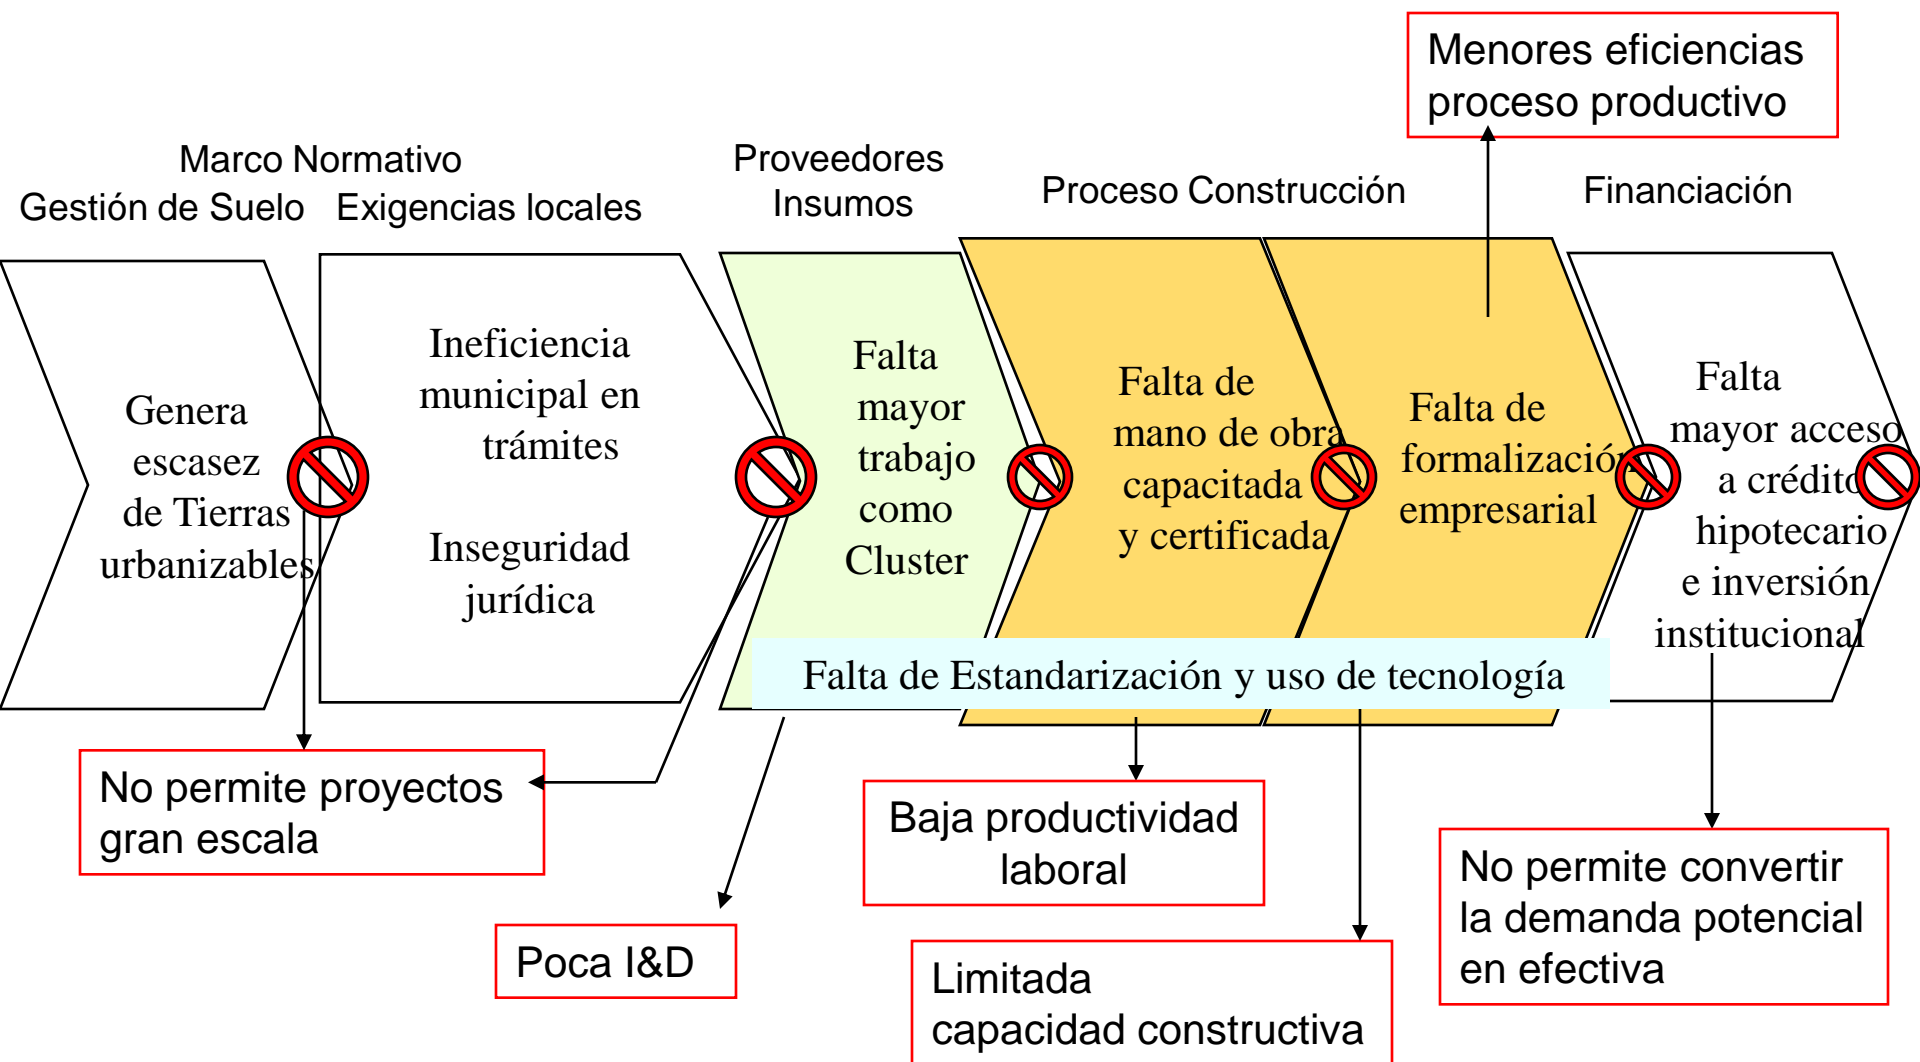 Menores eficiencias
proceso productivo
Marco Normativo
Gestión de Suelo
Exigencias locales
Proveedores
Insumos
Proceso Construcción
Financiación
Genera
escasez
de Tierras
urbanizables
Ineficiencia
municipal en
trámites
Inseguridad
jurídica
Falta
mayor
trabajo
como
Cluster
Falta de
mano de obra
capacitada
y certificada
Falta de
formalización
empresarial
Falta
mayor acceso
a crédito
hipotecario
e inversión
institucional
Falta de Estandarización y uso de tecnología
No permite proyectos
gran escala
Poca I&D
Baja productividad
laboral
Limitada
capacidad constructiva
No permite convertir
la demanda potencial
en efectiva